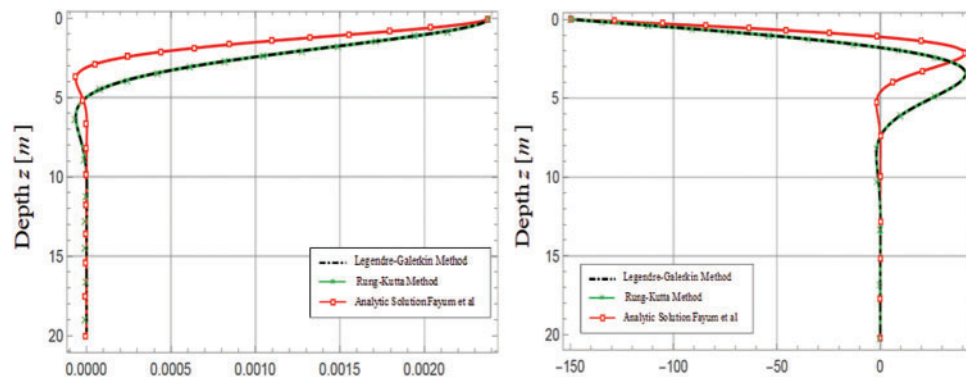 Depth z [m]
0
5
10
15
20
0.0000
0.0005
0.0010
0.0015
0.0020
Legendre-Galerkin Method
Rung-Kutta Method
Analytic Solution Fayum et al
Depth z [m]
0
5
10
15
20
−150
−100
−50
0
Legendre-Galerkin Method
Rung-Kutta Method
Analytic Solution Fayum et al